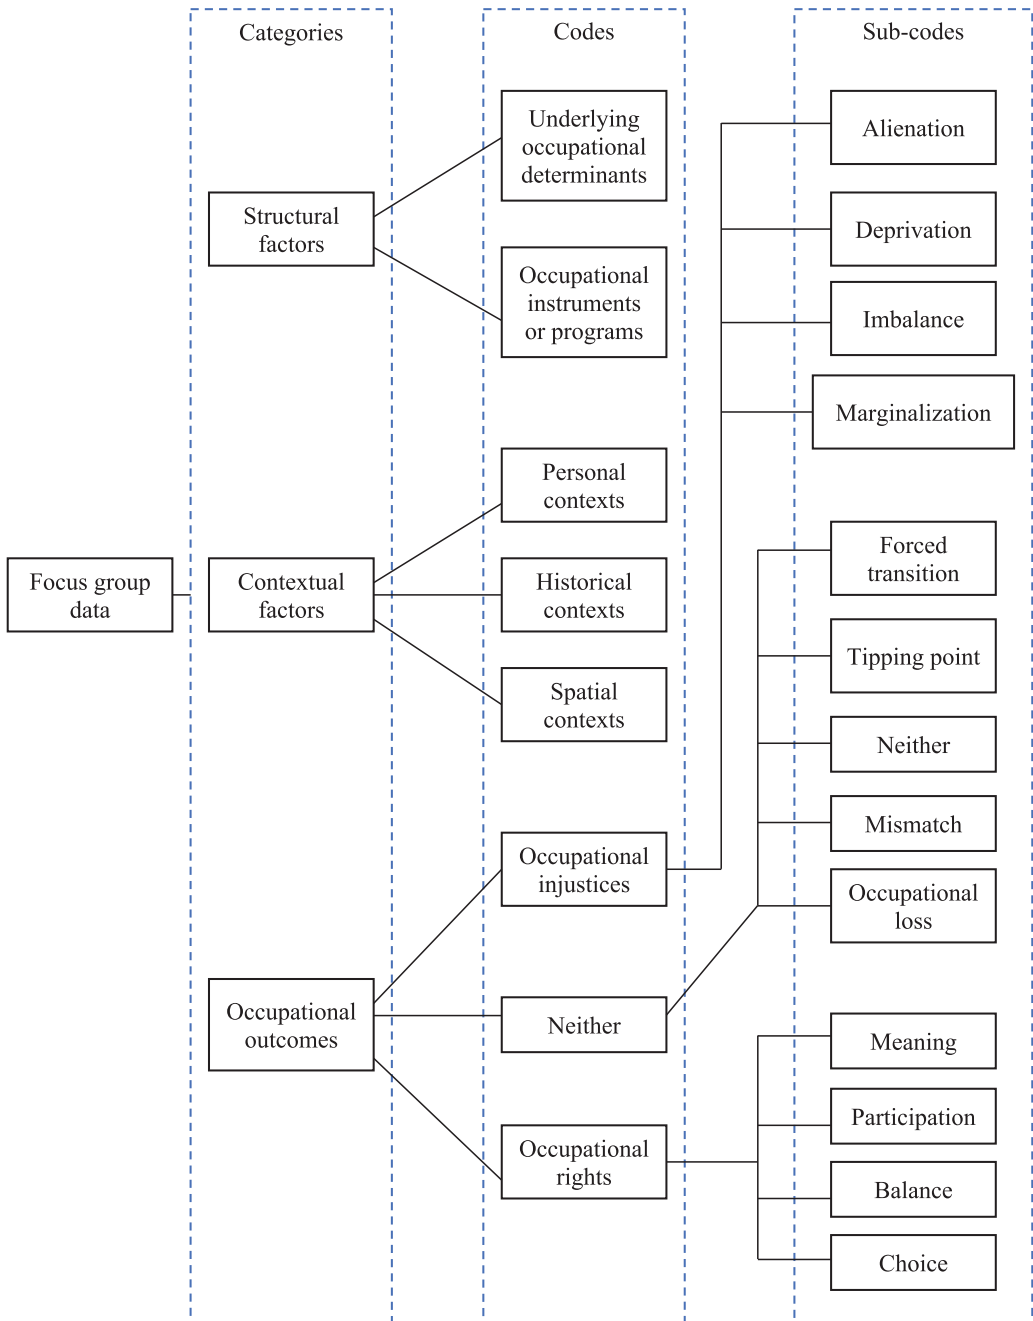 Categories
Codes
Sub-codes
Focus group
data
Structural
factors
Contextual
factors
Occupational
outcomes
Underlying
occupational
determinants
Occupational
instruments
or programs
Personal
contexts
Historical
contexts
Spatial
contexts
Occupational
injustices
Neither
Occupational
rights
Alienation
Deprivation
Imbalance
Marginalization
Forced
transition
Tipping point
Neither
Mismatch
Occupational
loss
Meaning
Participation
Balance
Choice